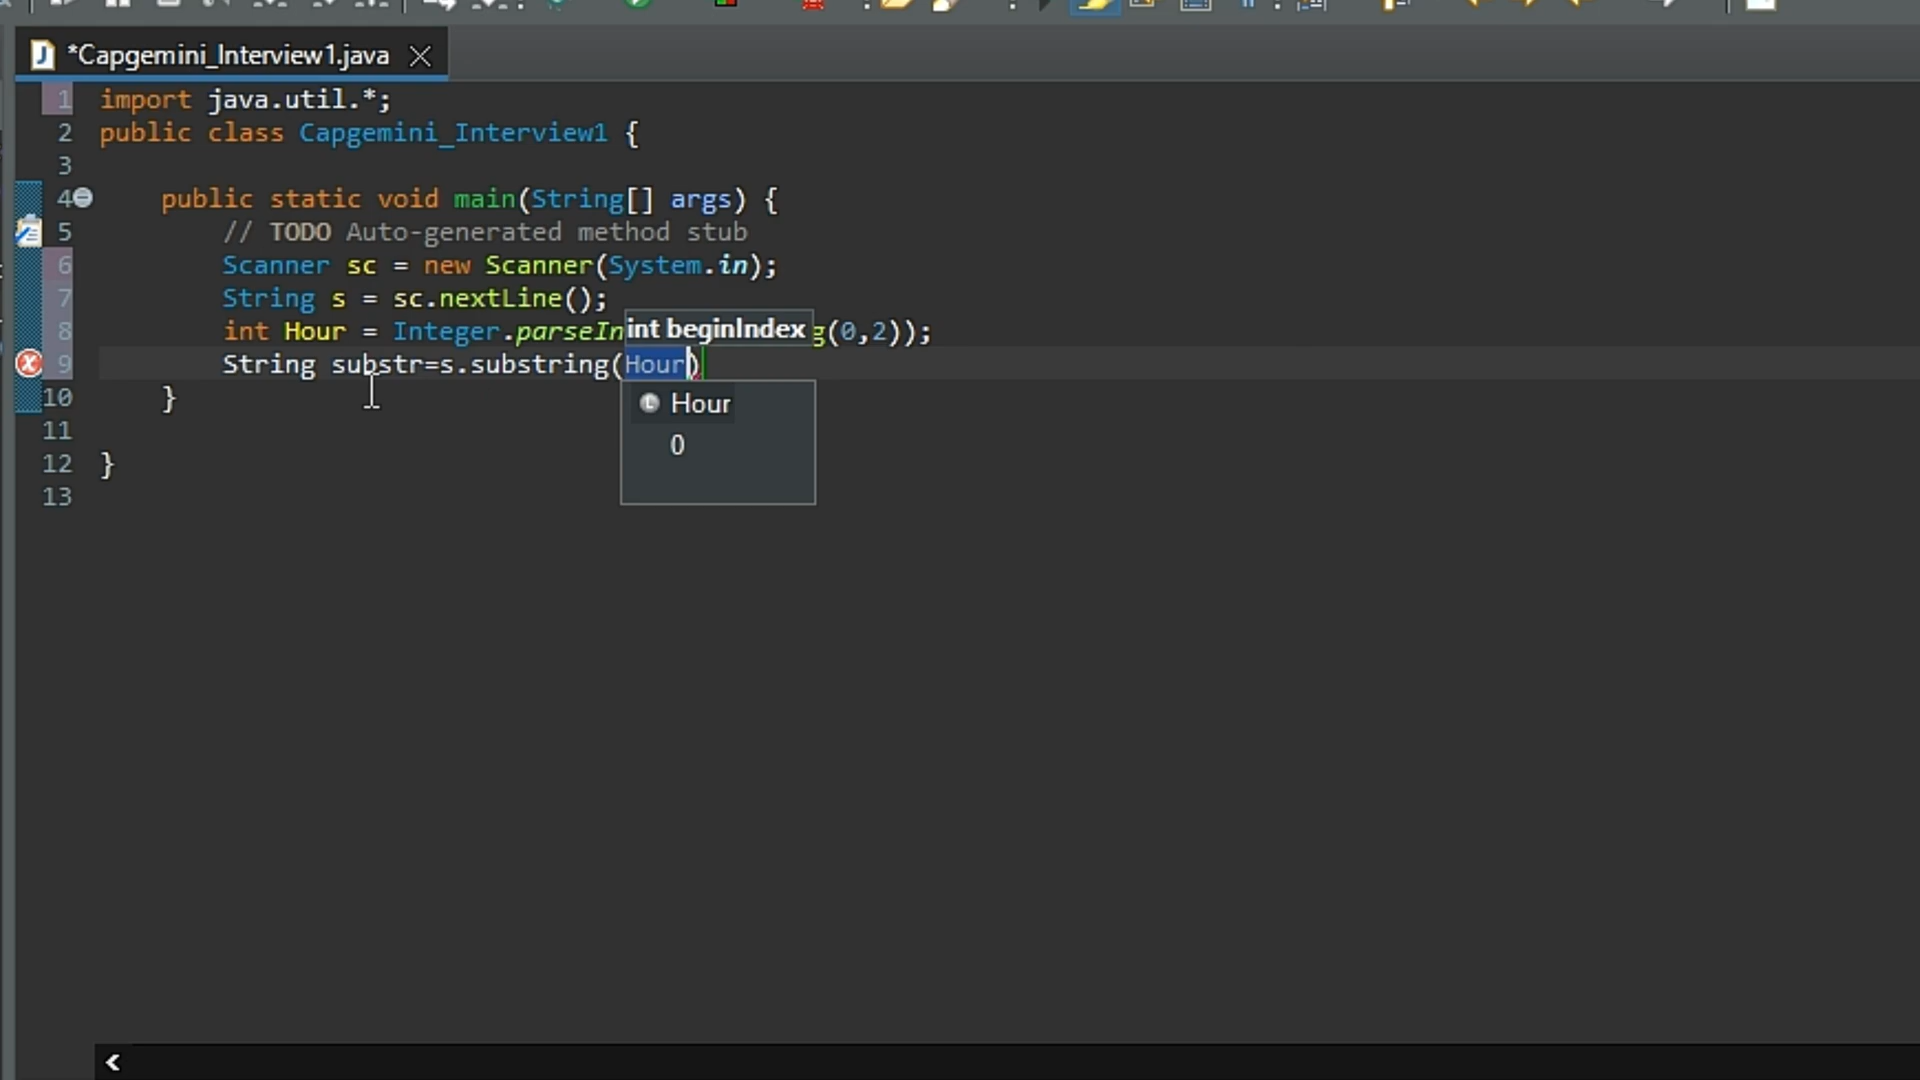 *Capgemini_Interview1.java
1 import java.util.*;
2 public class Capgemini_Interview1 {
3
4 public static void main(String[] args) {
5 // TODO Auto-generated method stub
6 Scanner sc = new Scanner(System.in);
7 String s = sc.nextLine();
8 int Hour = Integer.parseIn int beginIndex g(0,2));
9 String substr=s.substring(Hour)
10 }
Hour
11
0
12 }
13